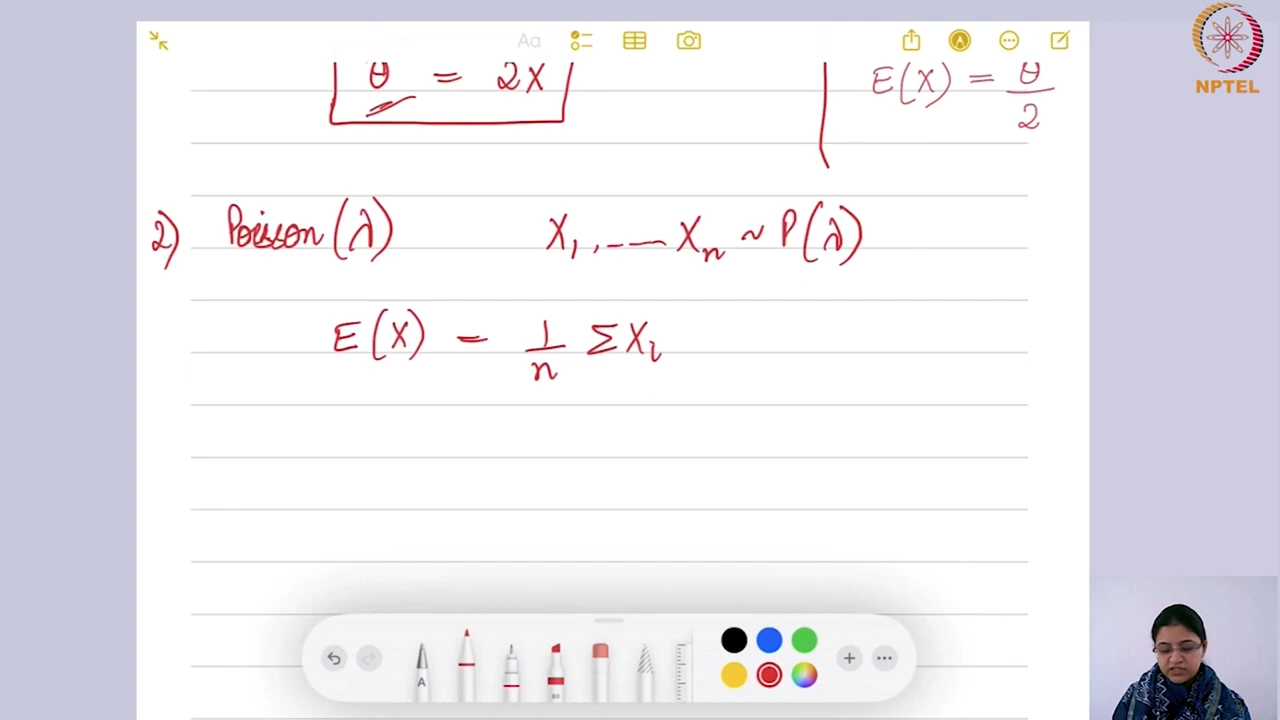 Aa
NPTEL
θ = 2X
E(X) = θ/2
2) Poisson(λ) X₁, --- Xₙ ~ P(λ)
E(X) = 1/n ΣXᵢ
A